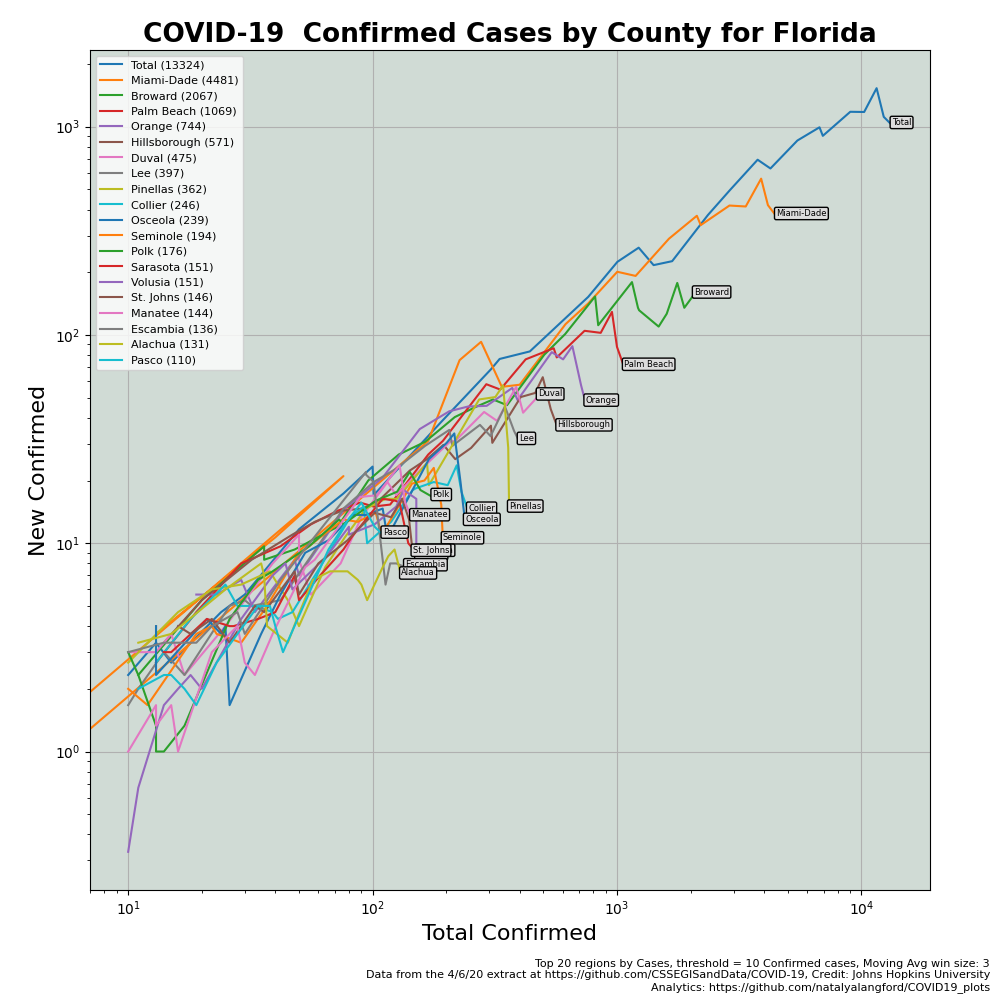 COVID-19  Confirmed Cases by County for Florida
Total (13324)
Miami-Dade (4481)
Broward (2067)
Palm Beach (1069)
Orange (744)
Hillsborough (571)
Duval (475)
Lee (397)
Pinellas (362)
Collier (246)
Osceola (239)
Seminole (194)
Polk (176)
Sarasota (151)
Volusia (151)
St. Johns (146)
Manatee (144)
Escambia (136)
Alachua (131)
Pasco (110)
Total
Miami-Dade
Broward
Palm Beach
Duval
Orange
Hillsborough
Lee
Polk
Pinellas
Collier
Manatee
Osceola
Pasco
Seminole
St. Johns
Escambia
Alachua
New Confirmed
10³
10²
10¹
10⁰
10¹ 10² 10³ 10⁴
Total Confirmed
Top 20 regions by Cases, threshold = 10 Confirmed cases, Moving Avg win size: 3
Data from the 4/6/20 extract at https://github.com/CSSEGISandData/COVID-19, Credit: Johns Hopkins University
Analytics: https://github.com/natalyalangford/COVID19_plots